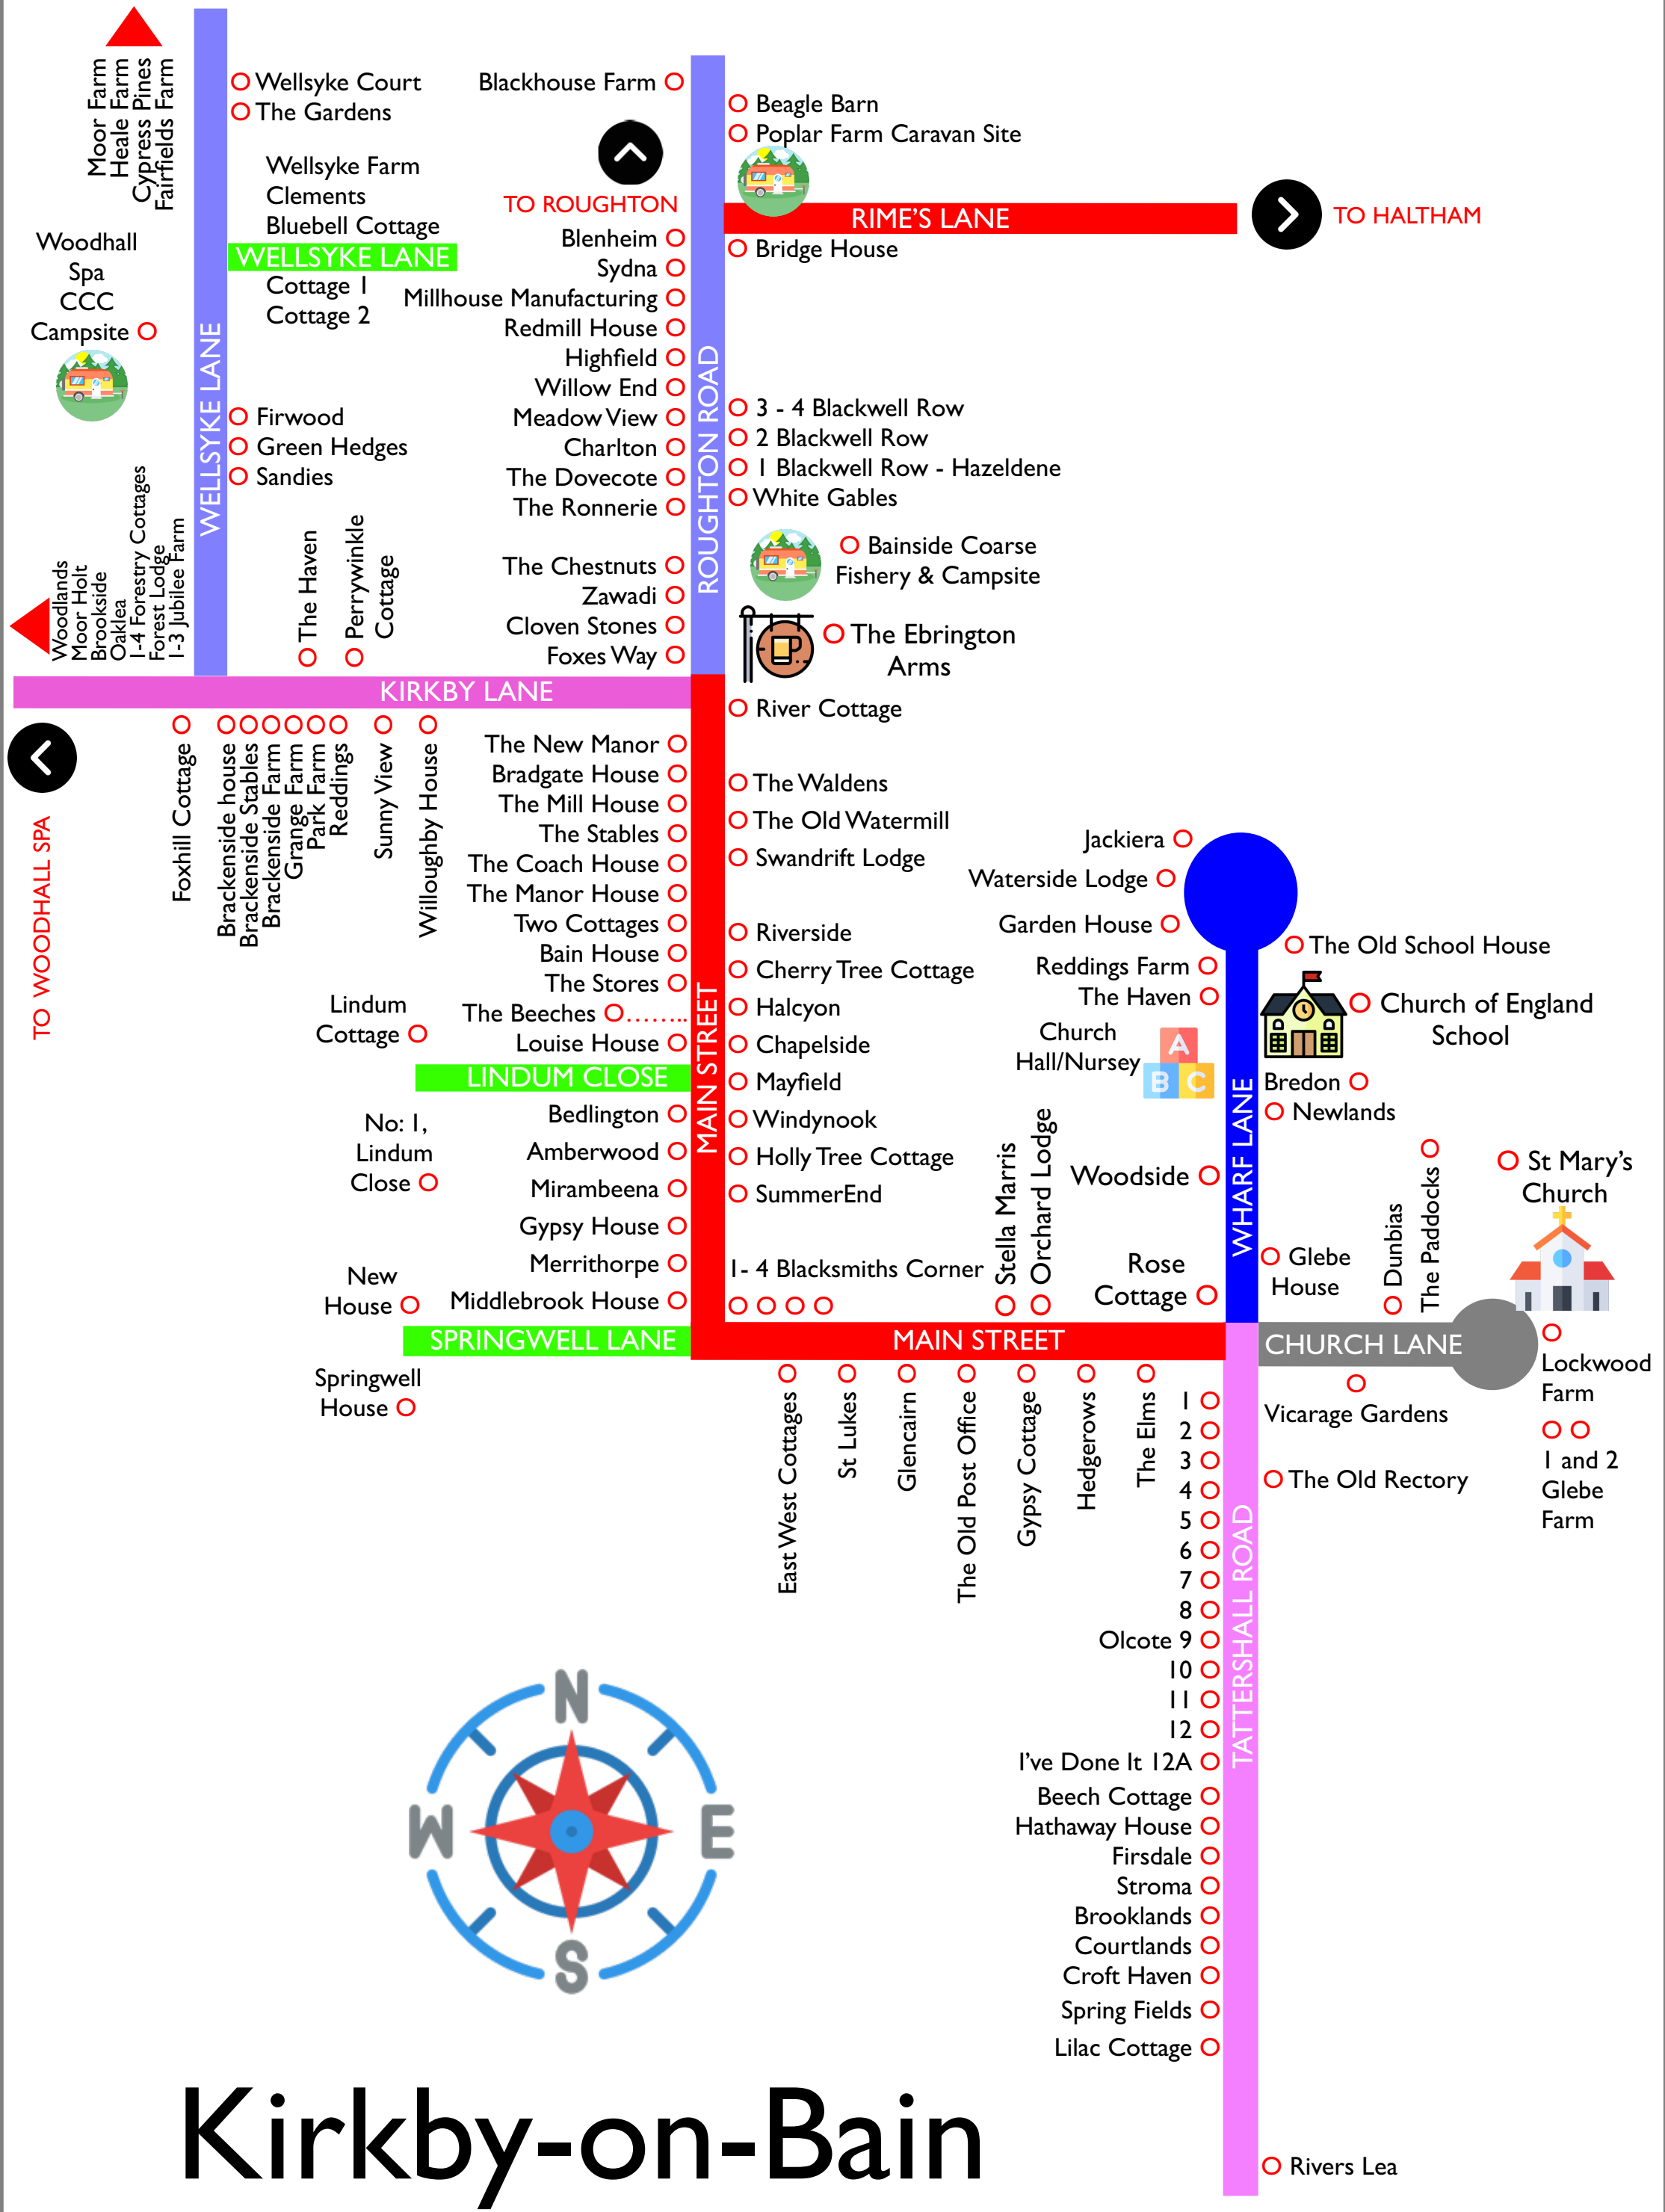 Moor Farm
Heale Farm
Cypress Pines
Fairfields Farm
Wellsyke Court
The Gardens
Wellsyke Farm
Clements
Bluebell Cottage
WELLSYKE LANE
Cottage 1
Cottage 2
Woodhall
Spa
CCC
Campsite
WELLSYKE LANE
Firwood
Green Hedges
Sandies
Woodlands
Moor Holt
Brookside
Oaklea
1-4 Forestry Cottages
Forest Lodge
1-3 Jubilee Farm
The Haven
Perrywinkle
Cottage
Blackhouse Farm
TO ROUGHTON
Blenheim
Sydna
Millhouse Manufacturing
Redmill House
Highfield
Willow End
Meadow View
Charlton
The Dovecote
The Ronnerie
The Chestnuts
Zawadi
Cloven Stones
Foxes Way
ROUGHTON ROAD
Beagle Barn
Poplar Farm Caravan Site
RIME'S LANE
TO HALTHAM
Bridge House
3 - 4 Blackwell Row
2 Blackwell Row
1 Blackwell Row - Hazeldene
White Gables
Bainside Coarse
Fishery & Campsite
The Ebrington
Arms
KIRKBY LANE
TO WOODHALL SPA
Foxhill Cottage
Brackenside house
Brackenside Stables
Brackenside Farm
Grange Farm
Park Farm
Reddings
Sunny View
Willoughby House
The New Manor
Bradgate House
The Mill House
The Stables
The Coach House
The Manor House
Two Cottages
Bain House
The Stores
The Beeches ........
Louise House
Lindum
Cottage
LINDUM CLOSE
No: 1,
Lindum
Close
Bedlington
Amberwood
Mirambeena
Gypsy House
Merrithorpe
Middlebrook House
New
House
SPRINGWELL LANE
Springwell
House
MAIN STREET
River Cottage
The Waldens
The Old Watermill
Swandrift Lodge
Riverside
Cherry Tree Cottage
Halcyon
Chapelside
Mayfield
Windynook
Holly Tree Cottage
SummerEnd
1- 4 Blacksmiths Corner
Stella Marris
Orchard Lodge
MAIN STREET
East West Cottages
St Lukes
Glencairn
The Old Post Office
Gypsy Cottage
Hedgerows
The Elms
Jackiera
Waterside Lodge
Garden House
Reddings Farm
The Haven
Church
Hall/Nursey
A
B C
Woodside
Rose
Cottage
WHARF LANE
The Old School House
Church of England
School
Bredon
Newlands
Glebe
House
Dunbias
The Paddocks
St Mary's
Church
CHURCH LANE
Lockwood
Farm
Vicarage Gardens
1 and 2
Glebe
Farm
The Old Rectory
1
2
3
4
5
6
7
8
Olcote 9
10
11
12
I've Done It 12A
Beech Cottage
Hathaway House
Firsdale
Stroma
Brooklands
Courtlands
Croft Haven
Spring Fields
Lilac Cottage
TATTERSHALL ROAD
Rivers Lea
N
W E
S
Kirkby-on-Bain